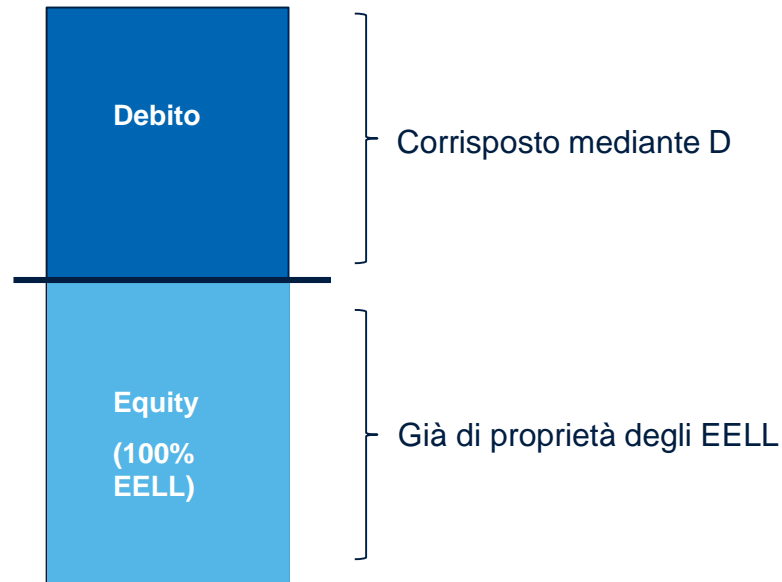 Debito
Corrisposto mediante D
Equity
(100%
EELL)
Già di proprietà degli EELL